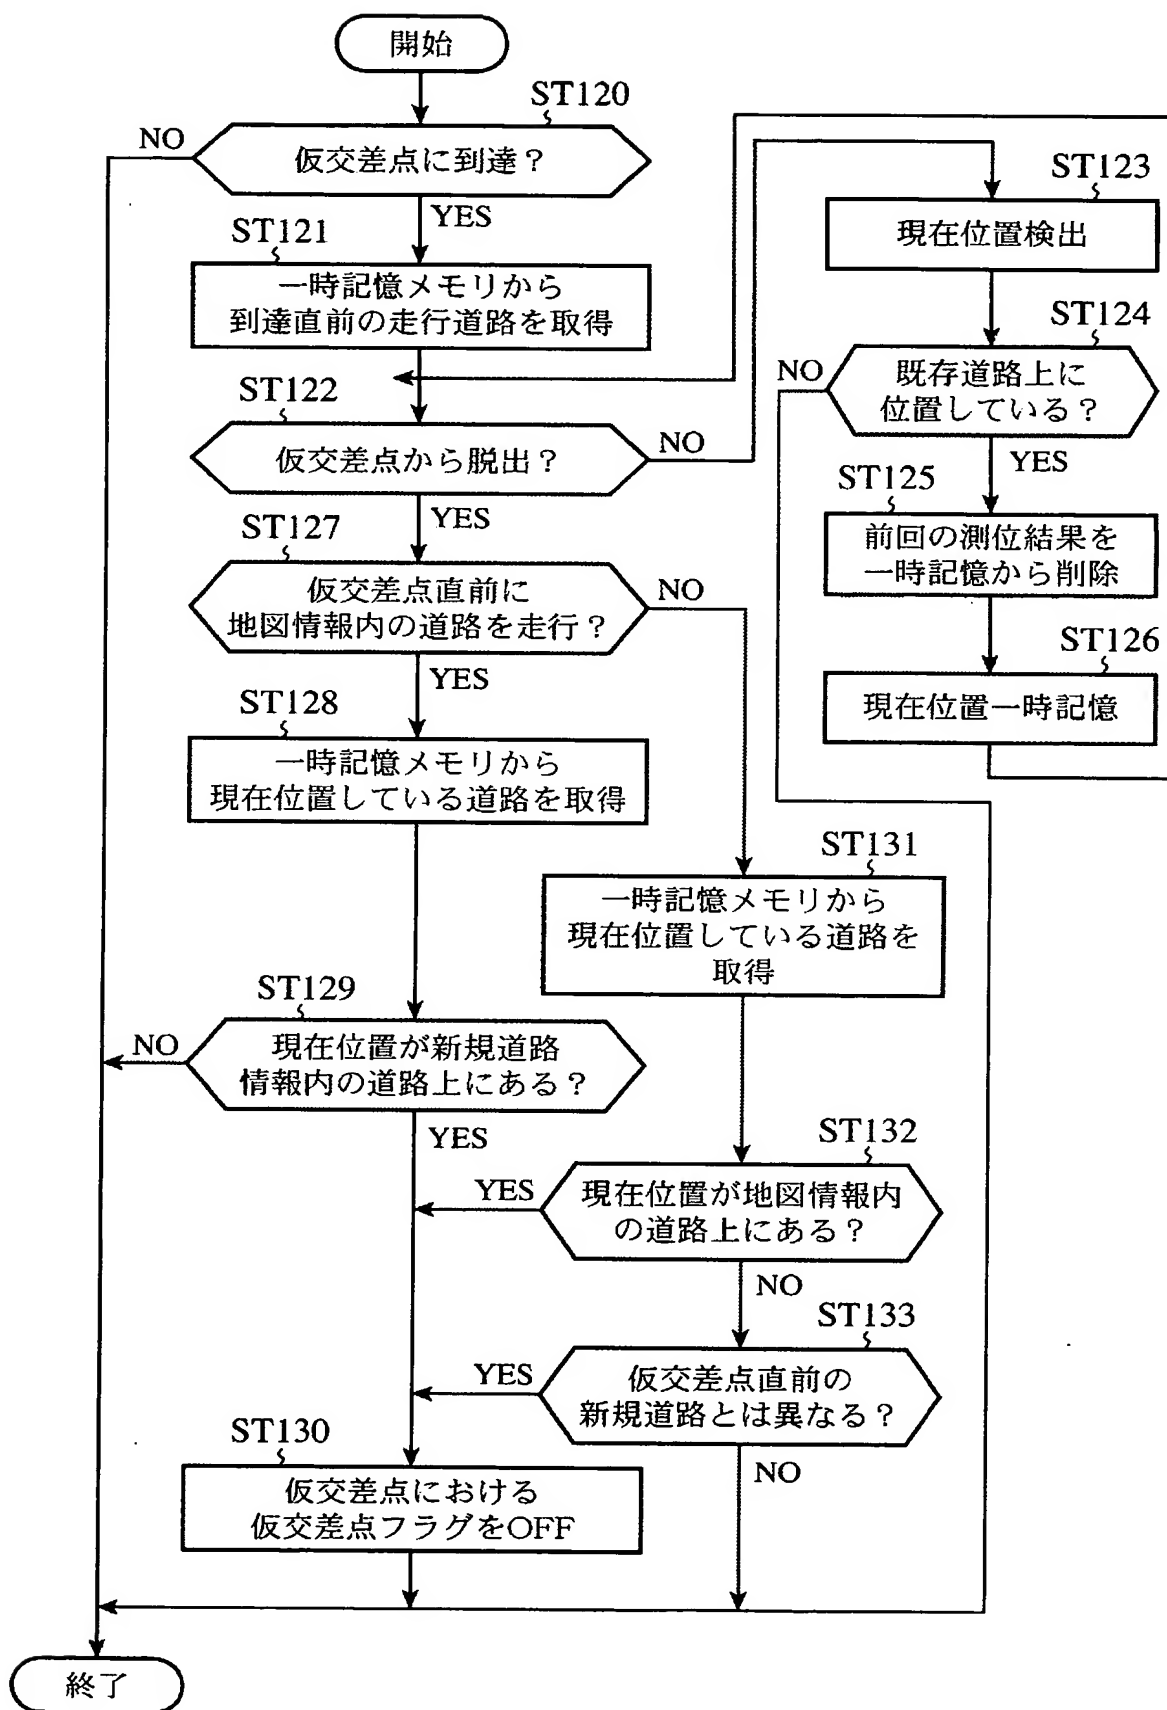 開始
ST120
NO
仮交差点に到達？
YES
ST121
一時記憶メモリから
到達直前の走行道路を取得
ST122
仮交差点から脱出？
NO
YES
ST123
現在位置検出
ST124
NO
既存道路上に
位置している？
YES
ST125
前回の測位結果を
一時記憶から削除
ST126
現在位置一時記憶
ST127
仮交差点直前に
地図情報内の道路を走行？
NO
YES
ST128
一時記憶メモリから
現在位置している道路を取得
ST131
一時記憶メモリから
現在位置している道路を
取得
ST129
NO
現在位置が新規道路
情報内の道路上にある？
YES
ST132
YES
現在位置が地図情報内
の道路上にある？
NO
ST133
YES
仮交差点直前の
新規道路とは異なる？
NO
ST130
仮交差点における
仮交差点フラグをOFF
終了